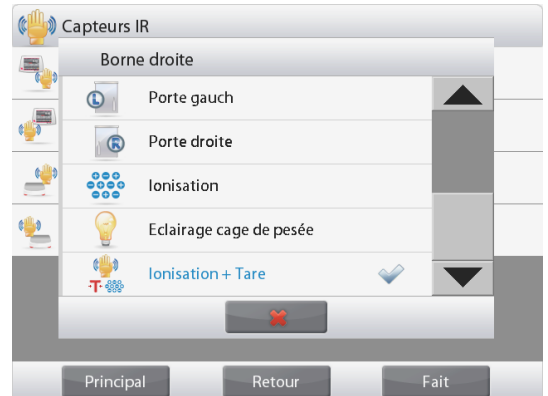 Capteurs IR
Borne droite
Porte gauch
Porte droite
Ionisation
Eclairage cage de pesée
Ionisation + Tare
Principal
Retour
Fait